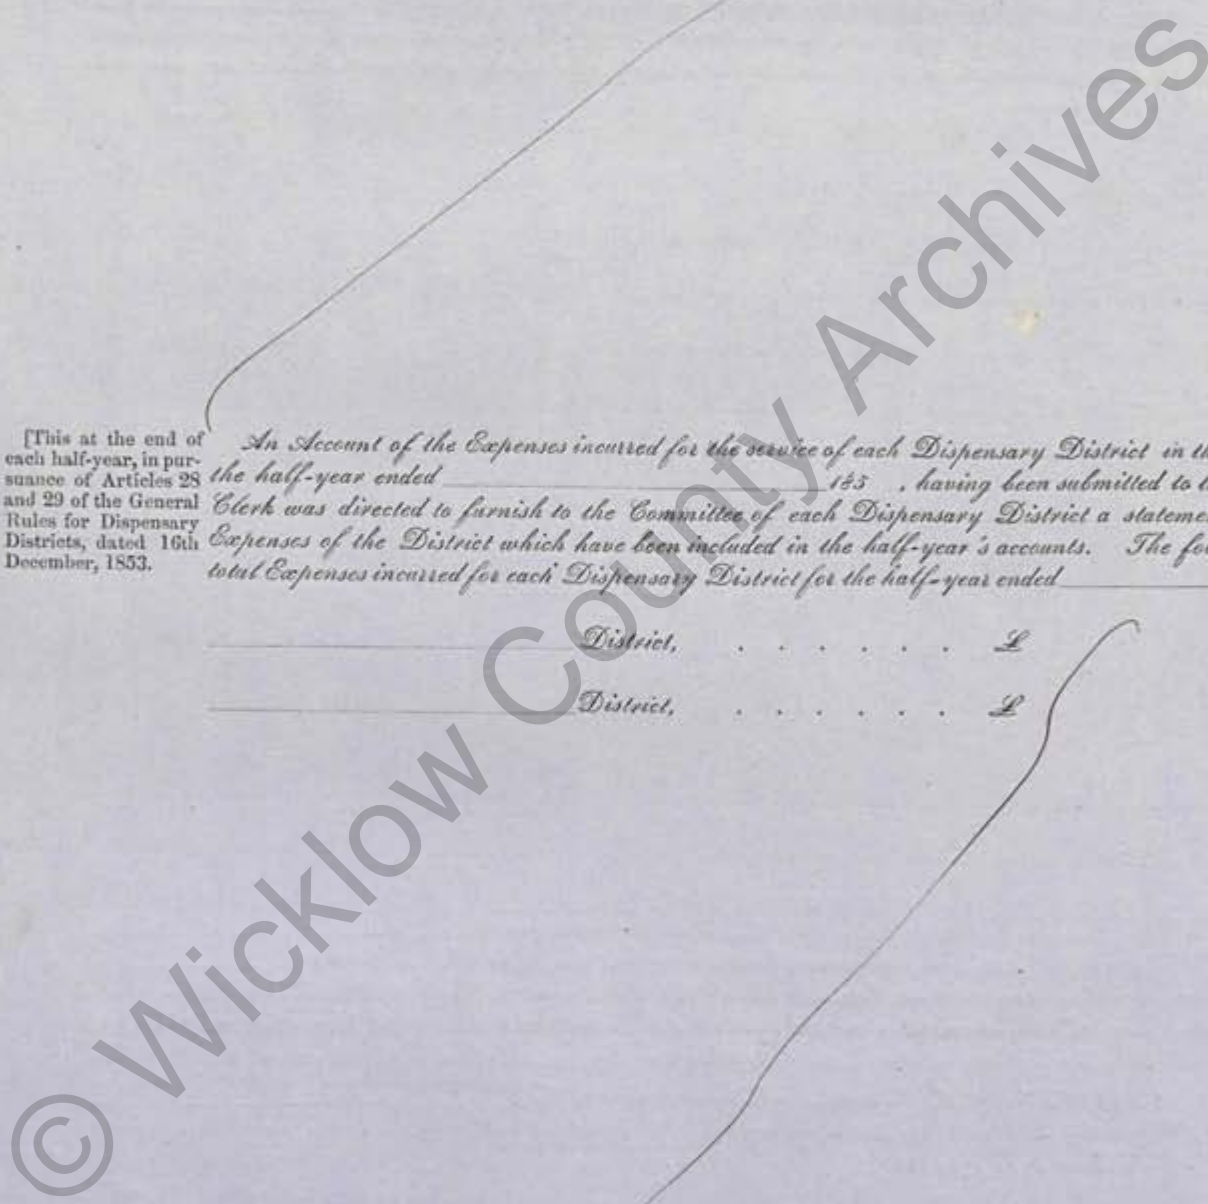 [This at the end of
each half-year, in pur-
suance of Articles 28
and 29 of the General
Rules for Dispensary
Districts, dated 16th
December, 1853.
An Account of the Expenses incurred for the service of each Dispensary District in th
the half-year ended ____ 185 , having been submitted to t
Clerk was directed to furnish to the Committee of each Dispensary District a stateme
Expenses of the District which have been included in the half-year's accounts. The fo
total Expenses incurred for each Dispensary District for the half-year ended ____
____ District, . . . . . . £
____ District, . . . . . . £
© Wicklow County Archives